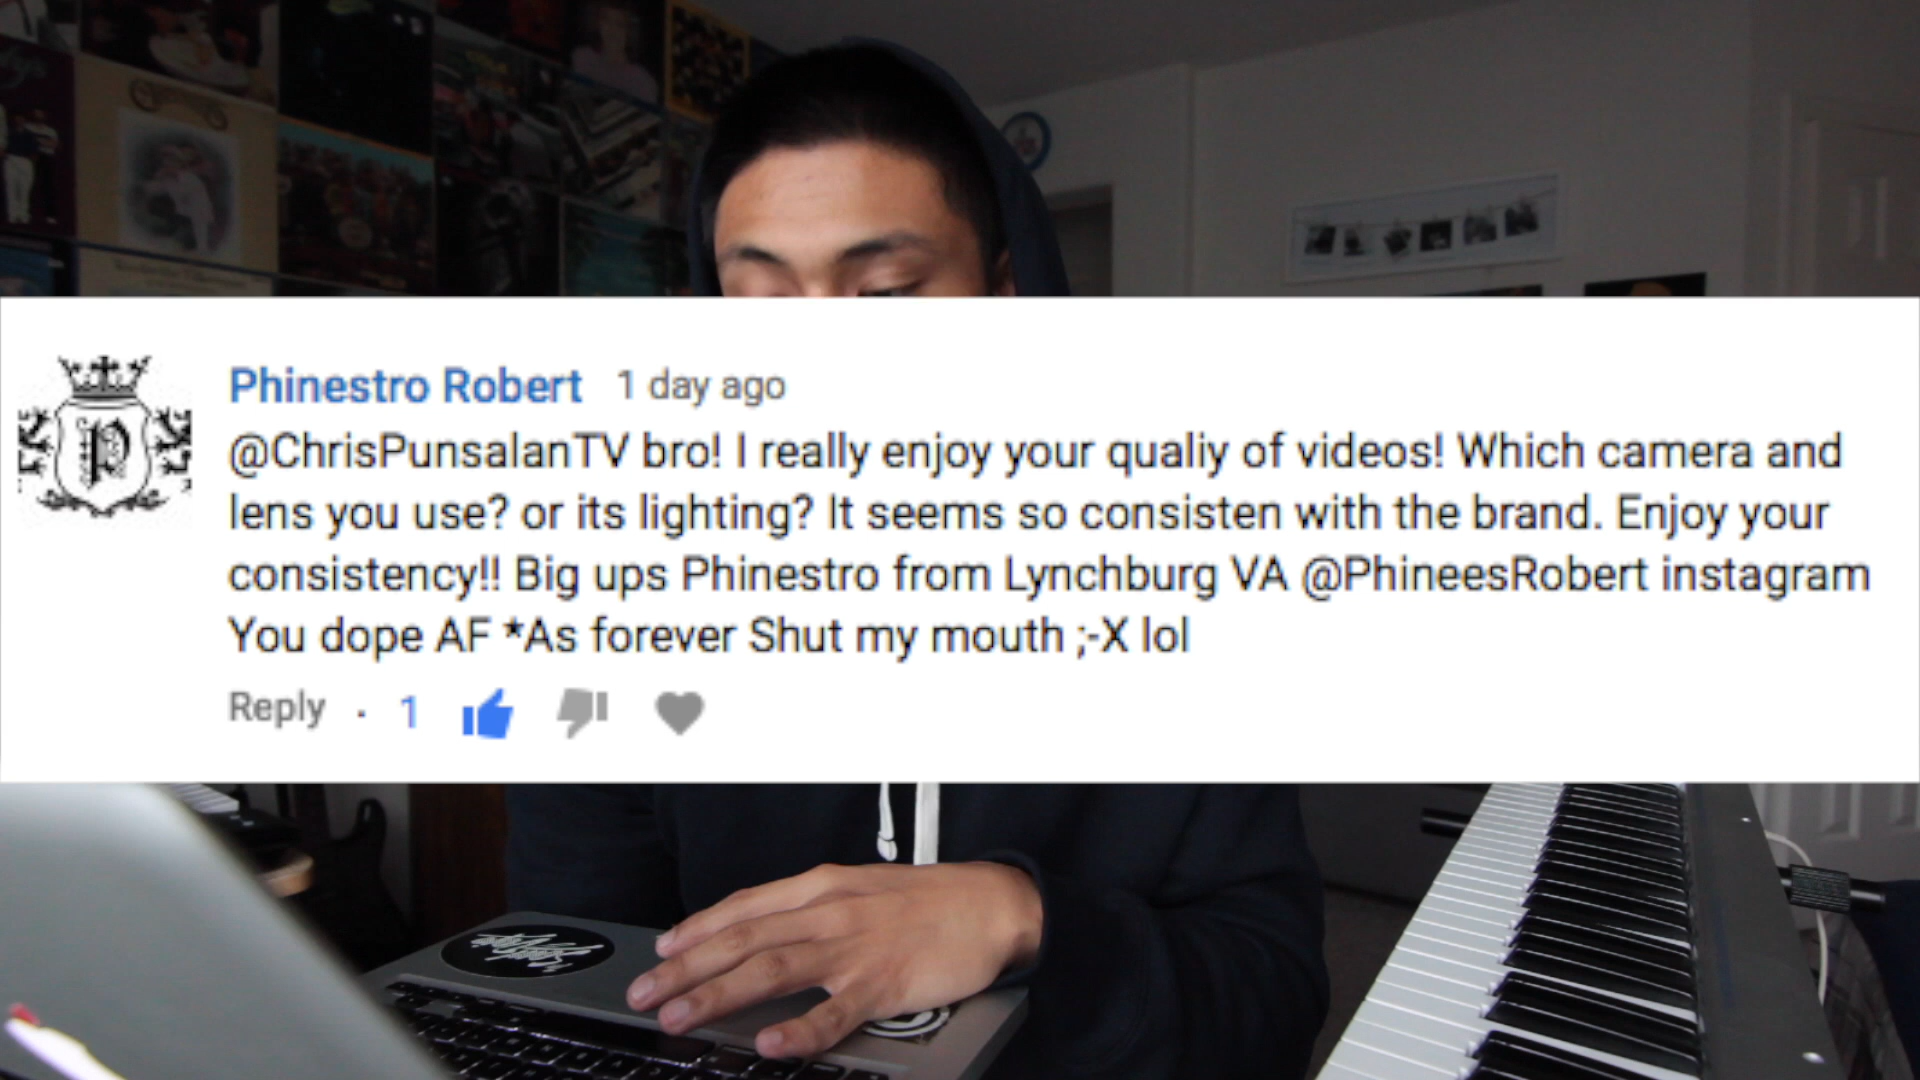 Phinestro Robert 1 day ago
@ChrisPunsalanTV bro! I really enjoy your qualiy of videos! Which camera and
lens you use? or its lighting? It seems so consisten with the brand. Enjoy your
consistency!! Big ups Phinestro from Lynchburg VA @PhineesRobert instagram
You dope AF *As forever Shut my mouth ;-X lol
Reply · 1